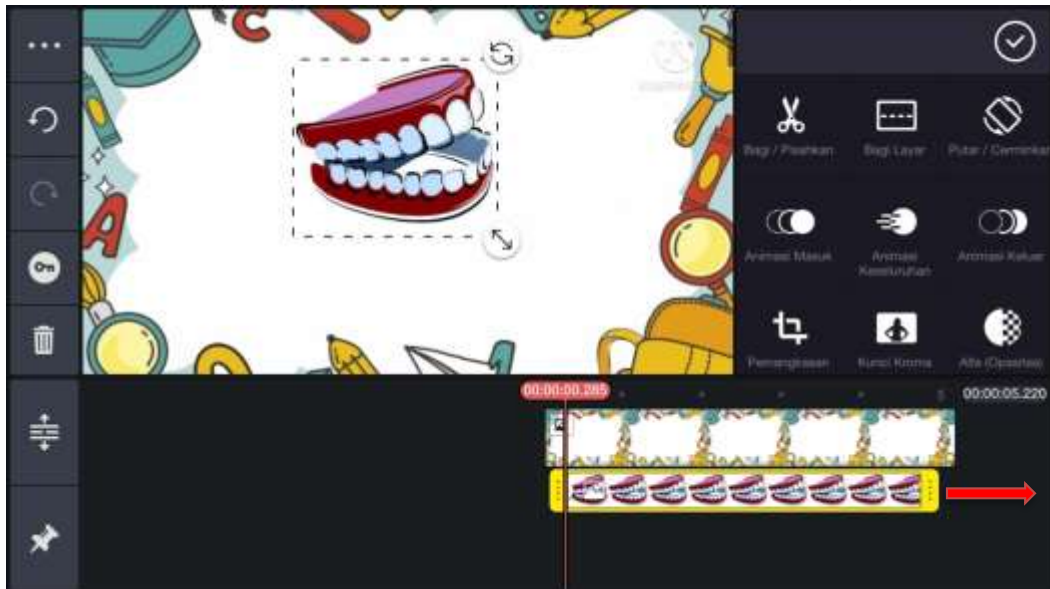 Bagi / Pisahkan
Bagi Layar
Putar / Cerminkan
Animasi Masuk
Animasi
Keseluruhan
Animasi Keluar
Pemangkasan
Kunci Kroma
Alfa (Opasitas)
00:00:00.285
00:00:05.220